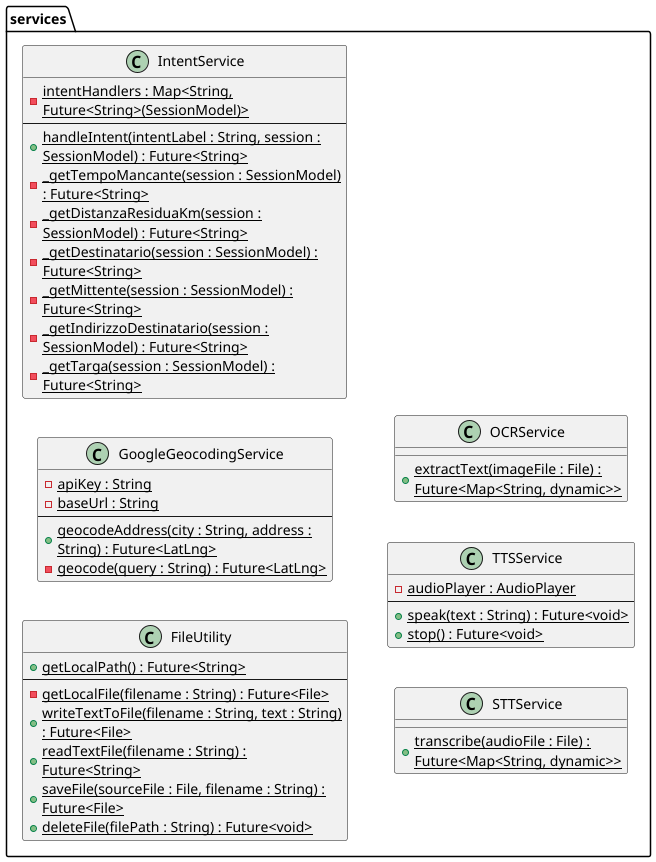 services
IntentService
intentHandlers : Map<String,
Future<String>(SessionModel)>
handleIntent(intentLabel : String, session :
SessionModel) : Future<String>
_getTempoMancante(session : SessionModel)
: Future<String>
_getDistanzaResiduaKm(session :
SessionModel) : Future<String>
_getDestinatario(session : SessionModel) :
Future<String>
_getMittente(session : SessionModel) :
Future<String>
_getIndirizzoDestinatario(session :
SessionModel) : Future<String>
_getTarga(session : SessionModel) :
Future<String>
GoogleGeocodingService
apiKey : String
baseUrl : String
geocodeAddress(city : String, address :
String) : Future<LatLng>
geocode(query : String) : Future<LatLng>
FileUtility
getLocalPath() : Future<String>
getLocalFile(filename : String) : Future<File>
writeTextToFile(filename : String, text : String)
: Future<File>
readTextFile(filename : String) :
Future<String>
saveFile(sourceFile : File, filename : String) :
Future<File>
deleteFile(filePath : String) : Future<void>
OCRService
extractText(imageFile : File) :
Future<Map<String, dynamic>>
TTSService
audioPlayer : AudioPlayer
speak(text : String) : Future<void>
stop() : Future<void>
STTService
transcribe(audioFile : File) :
Future<Map<String, dynamic>>